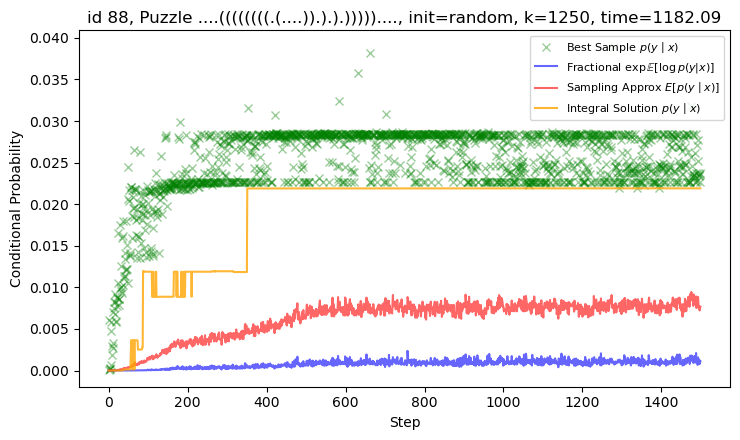 id 88, Puzzle ....((((((((.(.(....)).).).).)))))...., init=random, k=1250, time=1182.09
Best Sample p(y | x)
Fractional exp𝔼[log p(y|x)]
Sampling Approx E[p(y | x)]
Integral Solution p(y | x)
Conditional Probability
0.040
0.035
0.030
0.025
0.020
0.015
0.010
0.005
0.000
0
200
400
600
800
1000
1200
1400
Step